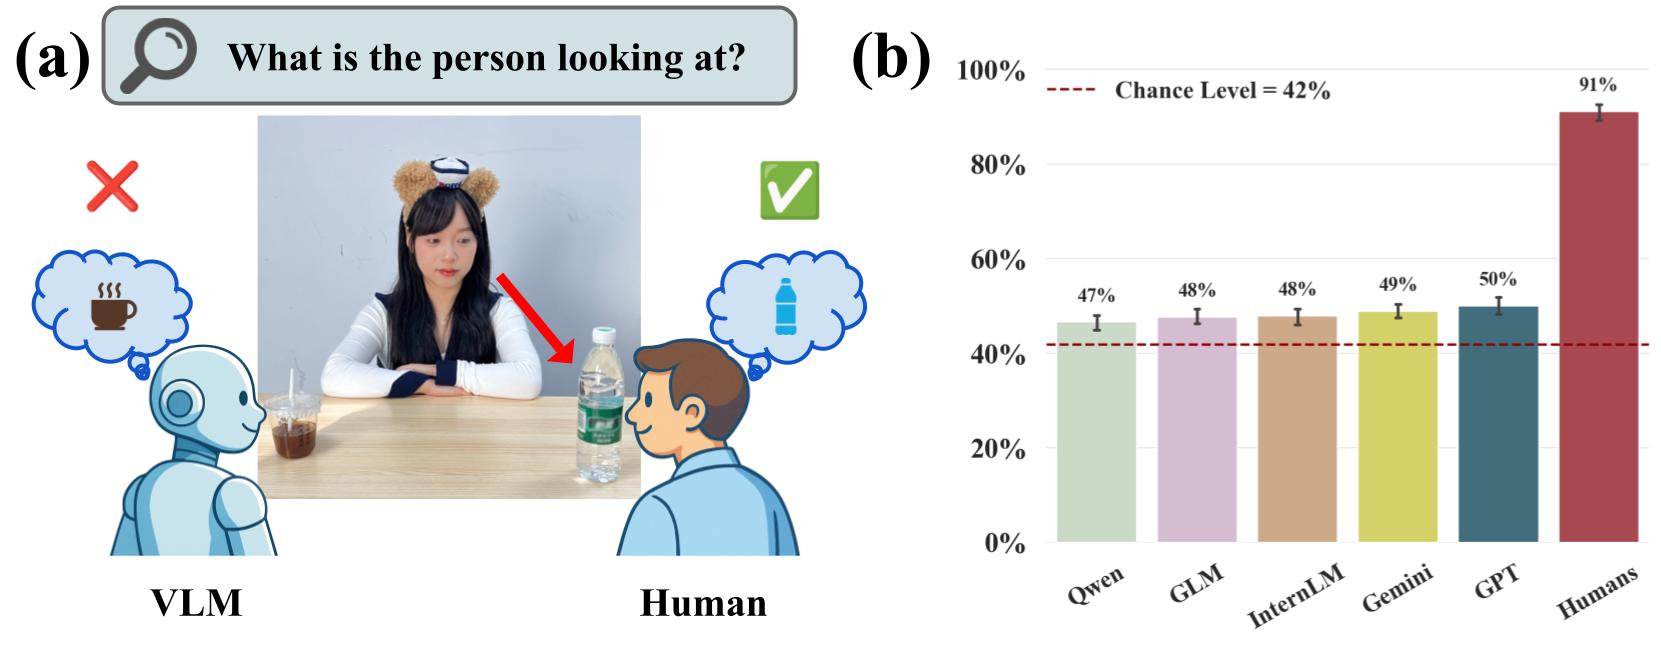 (a)
What is the person looking at?
VLM
Human
(b)
100%
80%
60%
40%
20%
0%
Chance Level = 42%
47%
48%
48%
49%
50%
91%
Qwen
GLM
InternLM
Gemini
GPT
Humans